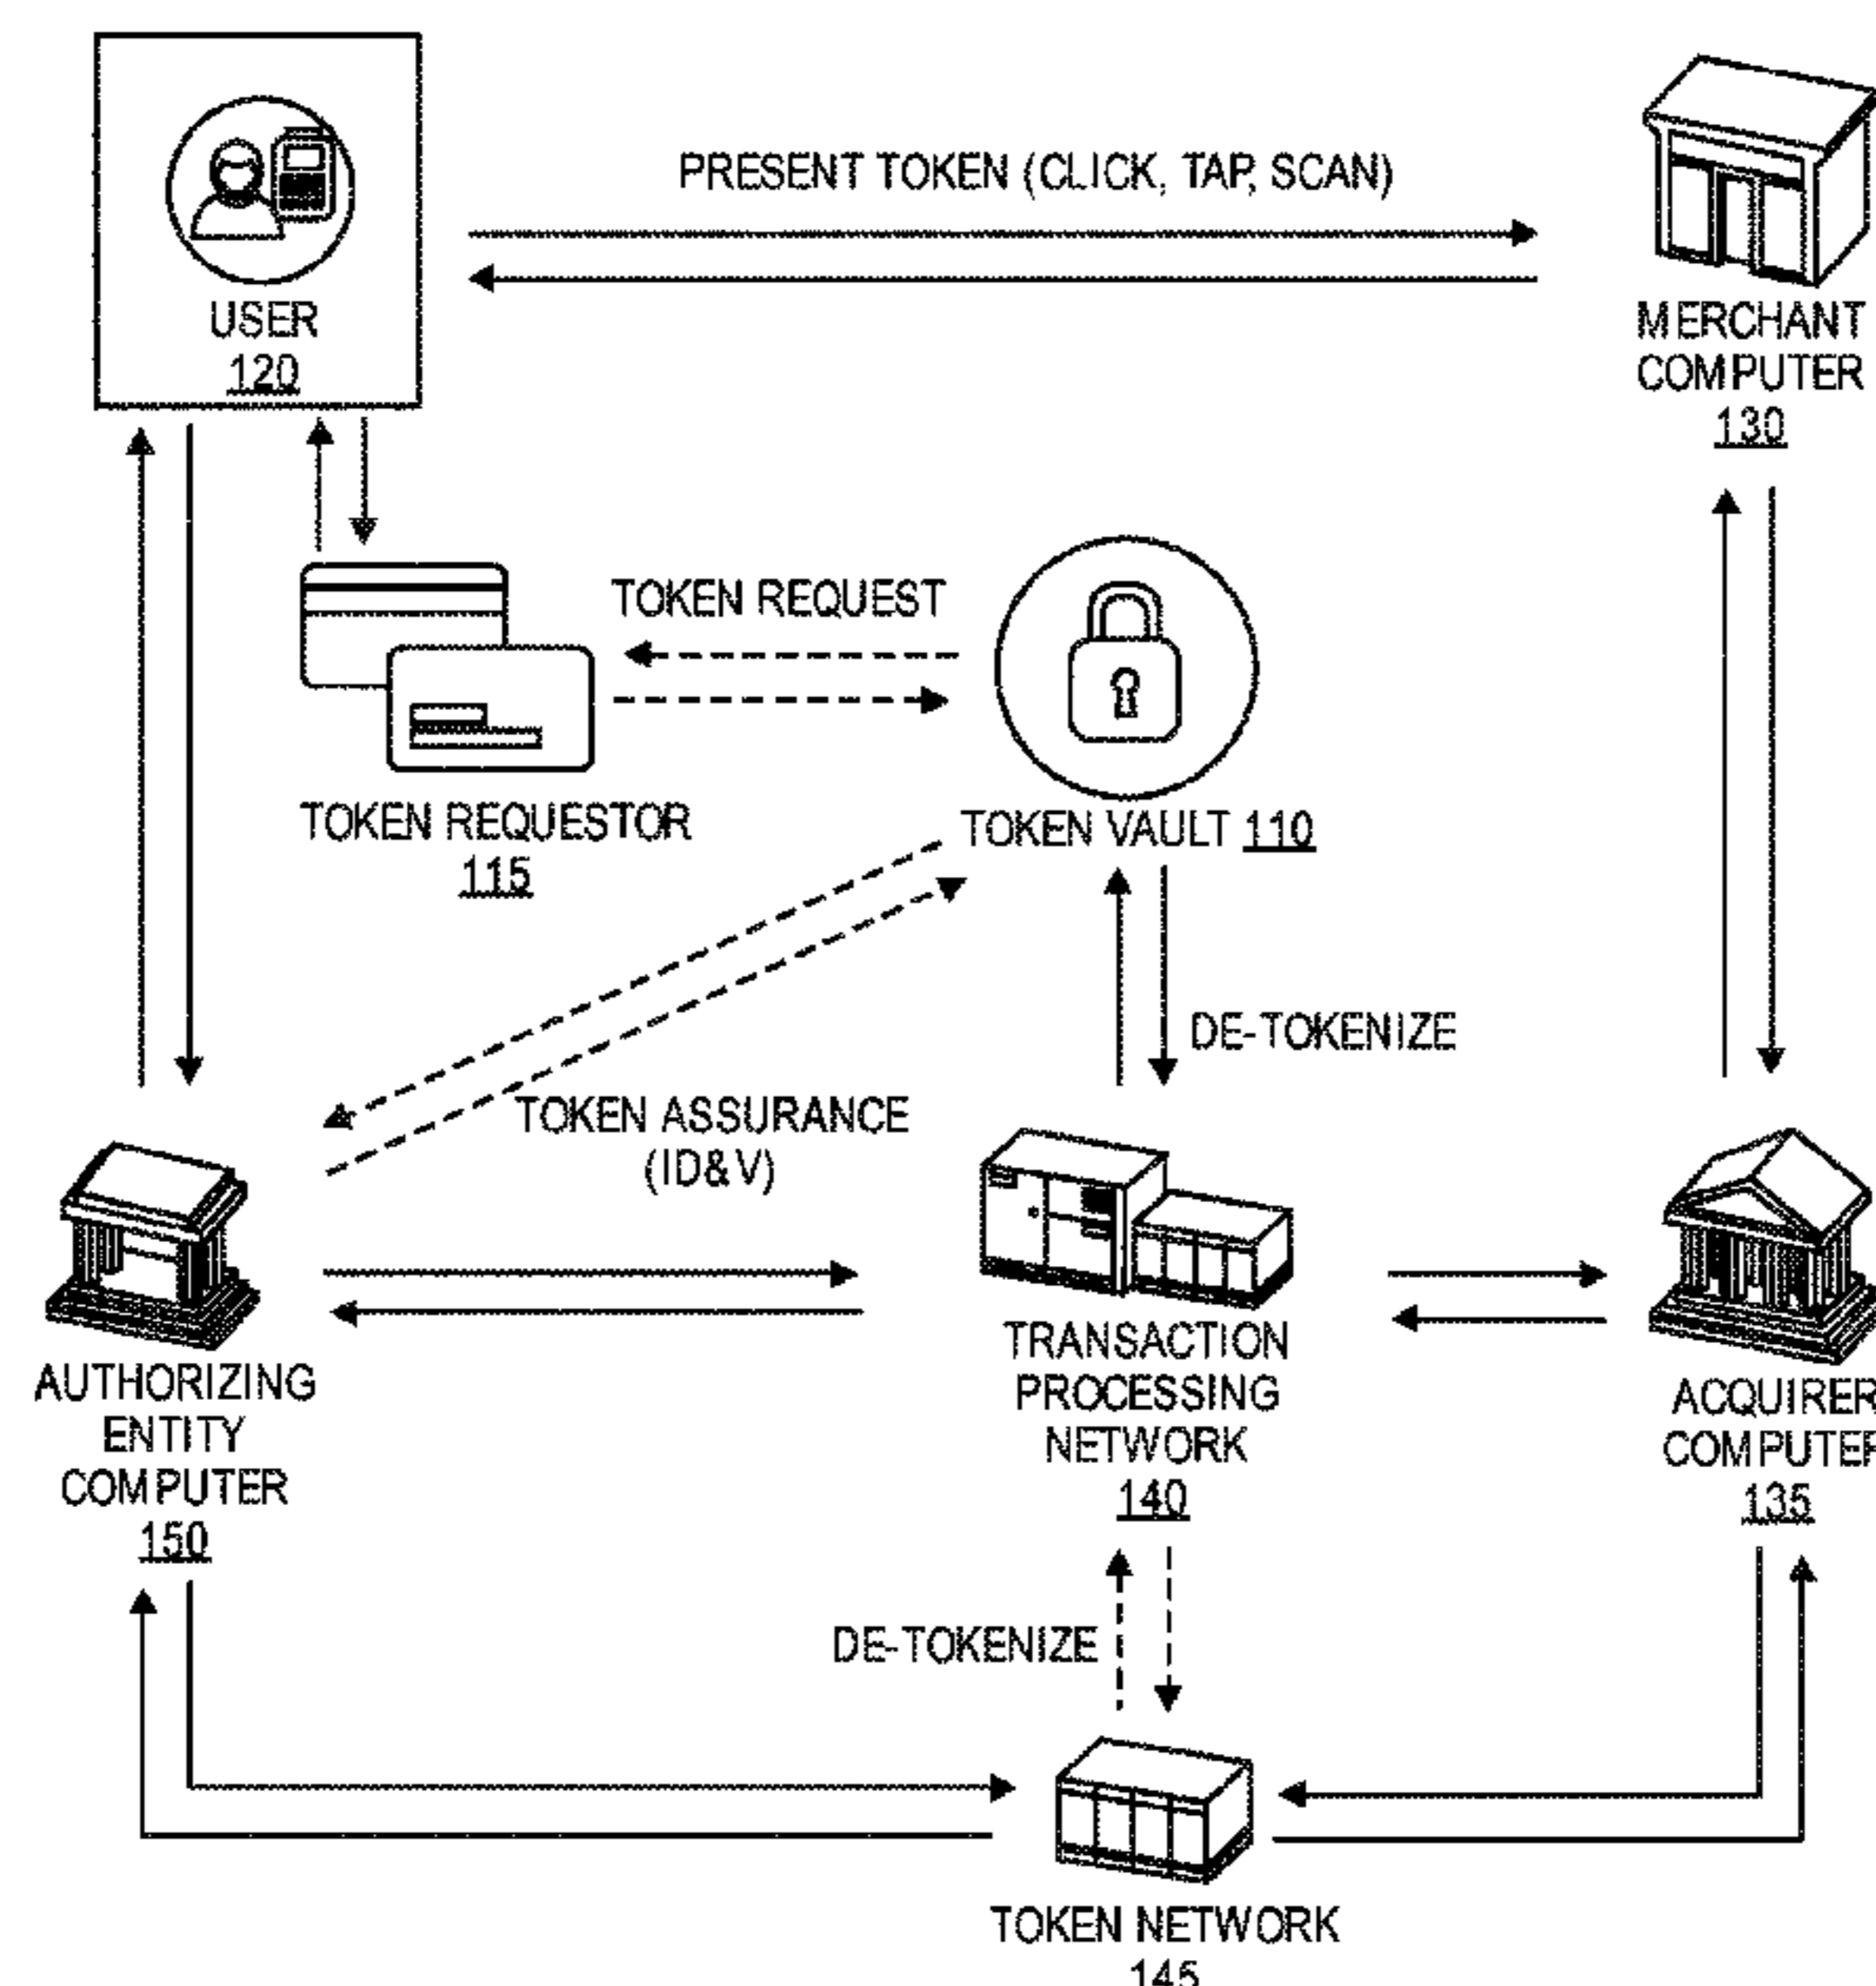 PRESENT TOKEN (CLICK, TAP, SCAN)
USER
120
MERCHANT
COMPUTER
130
TOKEN REQUEST
TOKEN REQUESTOR
115
TOKEN VAULT 110
DE-TOKENIZE
TOKEN ASSURANCE
(ID&V)
AUTHORIZING
ENTITY
COMPUTER
150
TRANSACTION
PROCESSING
NETWORK
140
ACQUIRER
COMPUTER
135
DE-TOKENIZE
TOKEN NETWORK
145